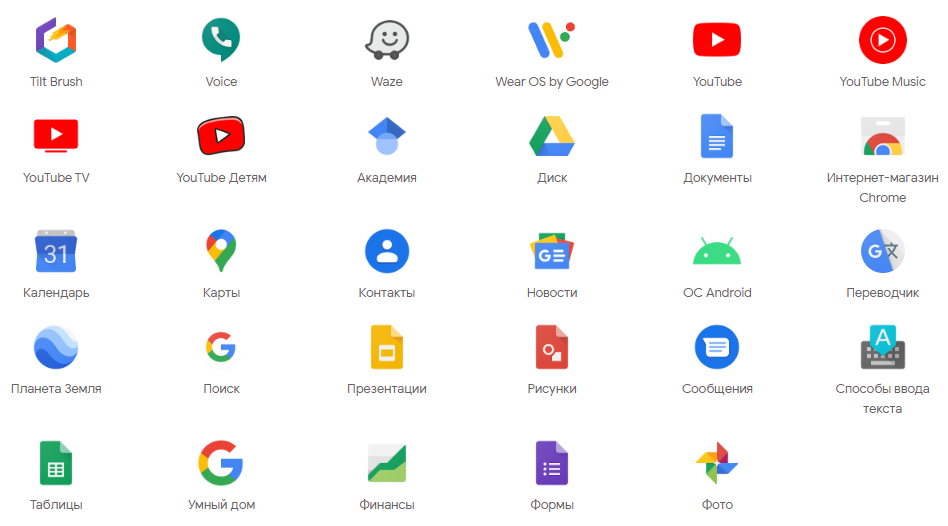 Tilt Brush
Voice
Waze
Wear OS by Google
YouTube
YouTube Music
YouTube TV
YouTube Детям
Академия
Диск
Документы
Интернет-магазин
Chrome
31
Календарь
Карты
Контакты
G
Новости
ОС Android
G 文
Переводчик
Планета Земля
G
Поиск
Презентации
Рисунки
Сообщения
A
Способы ввода
текста
Таблицы
G
Умный дом
Финансы
Формы
Фото